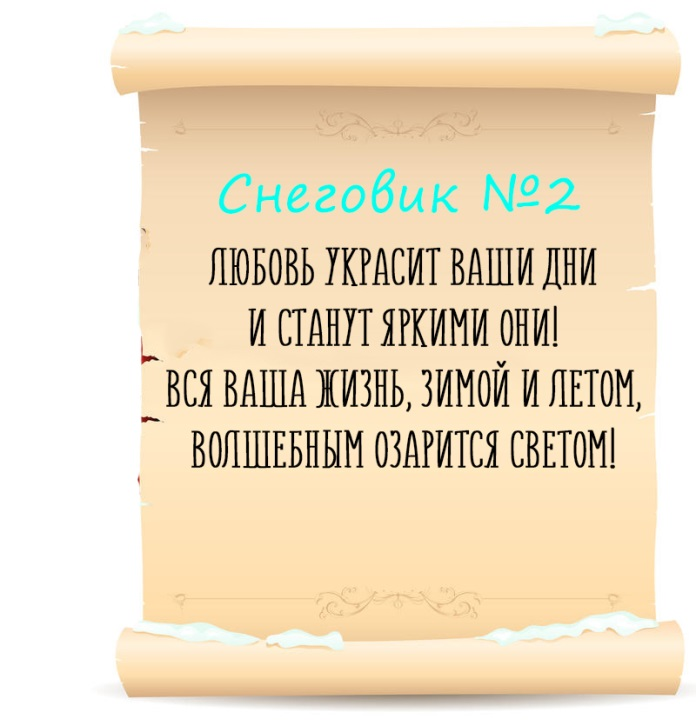 Снеговик №2
ЛЮБОВЬ УКРАСИТ ВАШИ ДНИ
И СТАНУТ ЯРКИМИ ОНИ!
ВСЯ ВАША ЖИЗНЬ, ЗИМОЙ И ЛЕТОМ,
ВОЛШЕБНЫМ ОЗАРИТСЯ СВЕТОМ!